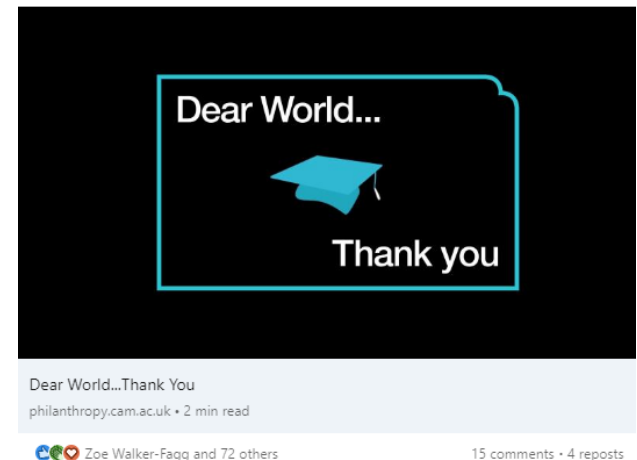 Dear World...
Thank you
Dear World...Thank You
philanthropy.cam.ac.uk • 2 min read
Zoe Walker-Fagg and 72 others
15 comments • 4 reposts